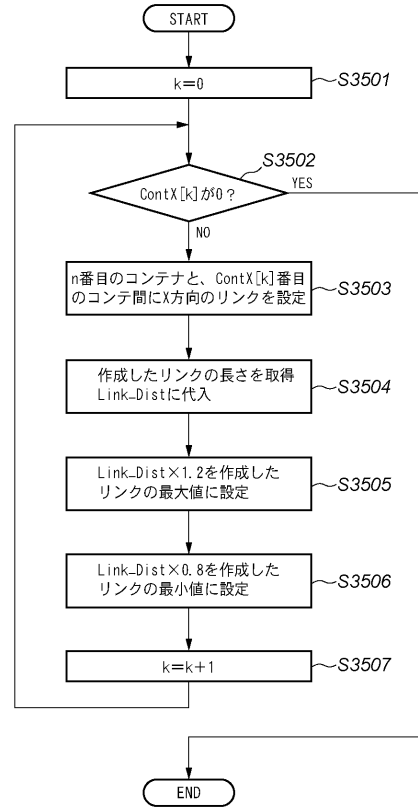 START
k=0
S3501
S3502
ContX[k]が0?
YES
NO
n番目のコンテナと、ContX[k]番目
のコンテ間にX方向のリンクを設定
S3503
作成したリンクの長さを取得
Link_Distに代入
S3504
Link_Dist×1.2を作成した
リンクの最大値に設定
S3505
Link_Dist×0.8を作成した
リンクの最小値に設定
S3506
k=k+1
S3507
END